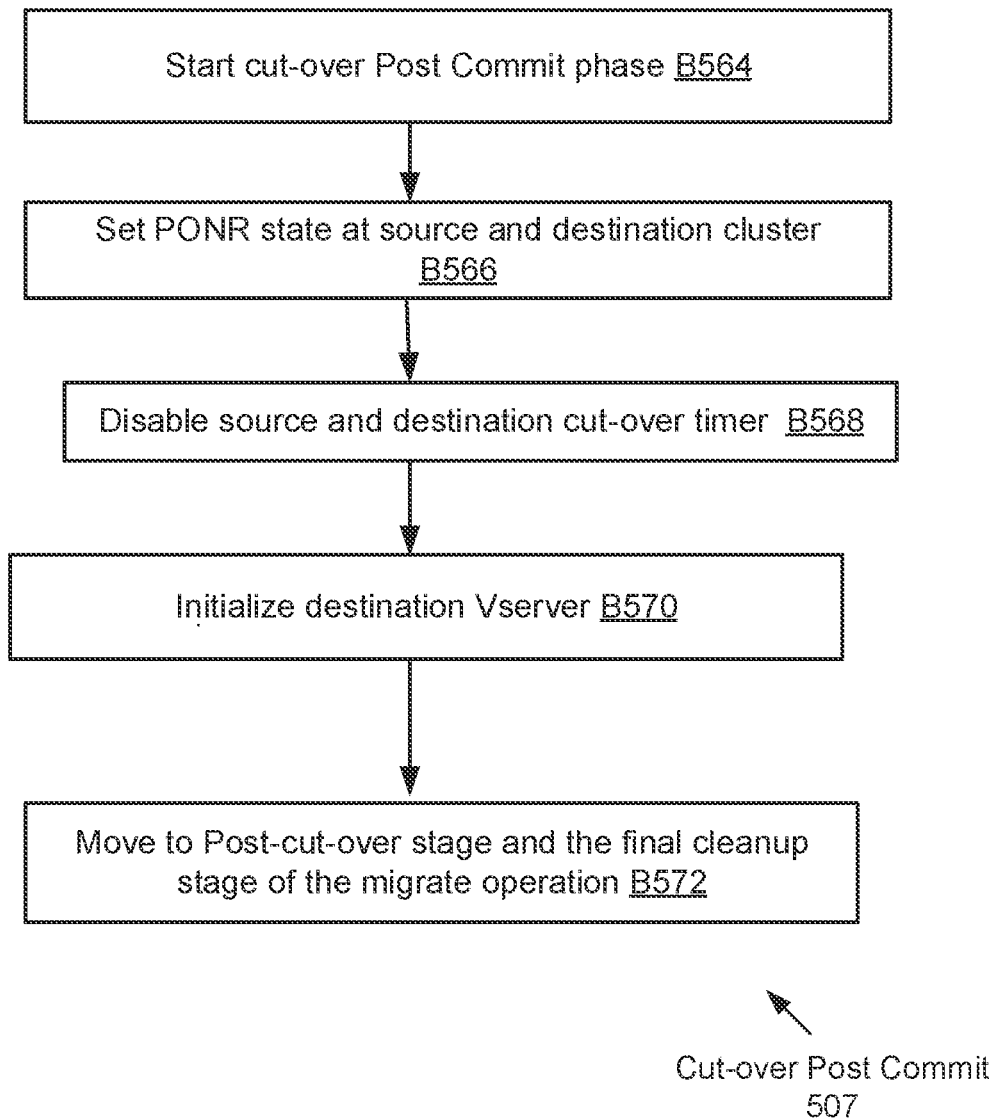 Start cut-over Post Commit phase B564
Set PONR state at source and destination cluster
B566
Disable source and destination cut-over timer B568
Initialize destination Vserver B570
Move to Post-cut-over stage and the final cleanup
stage of the migrate operation B572
Cut-over Post Commit
507